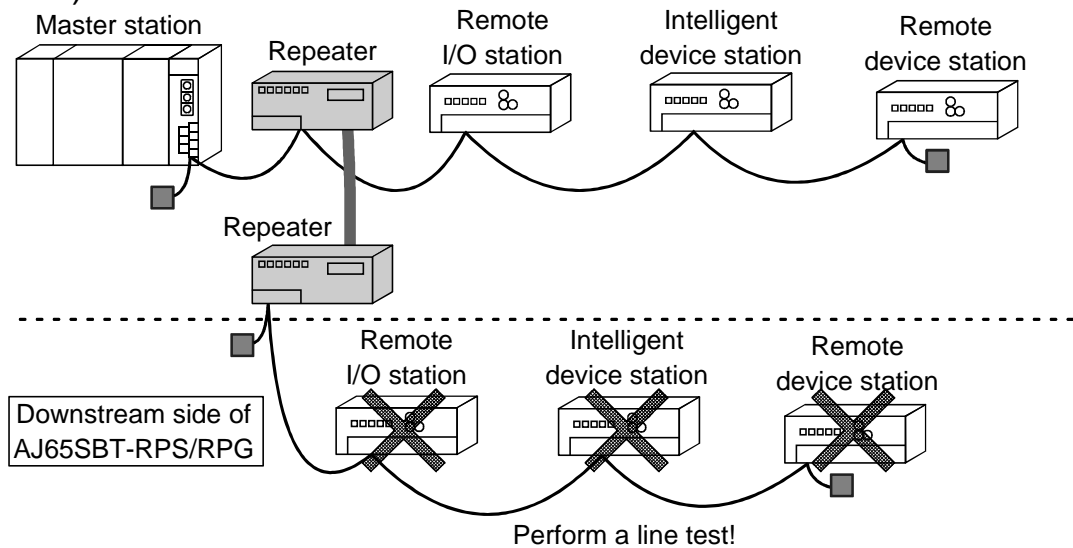 )
Master station
Repeater
Remote
I/O station
Intelligent
device station
Remote
device station
Repeater
Remote
I/O station
Intelligent
device station
Remote
device station
Downstream side of
AJ65SBT-RPS/RPG
Perform a line test!